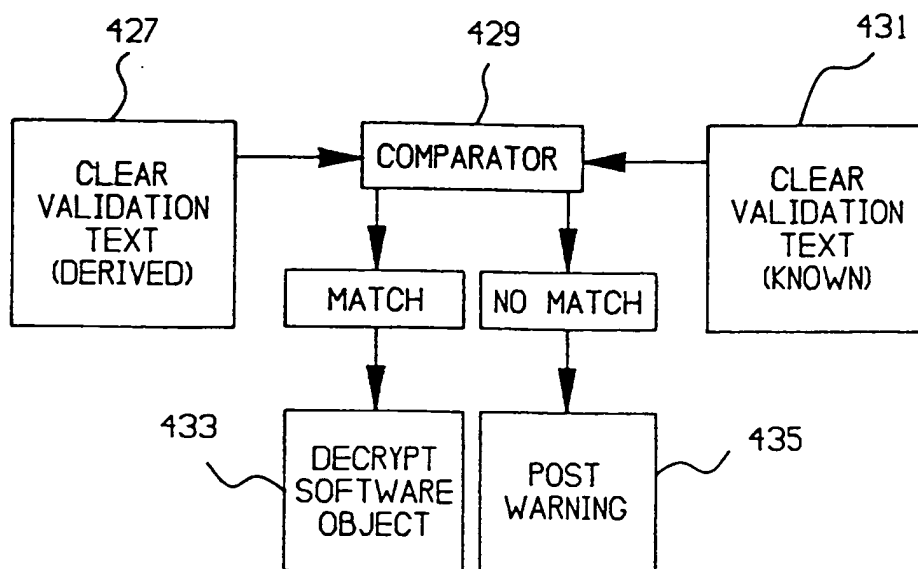 427
429
431
CLEAR
VALIDATION
TEXT
(DERIVED)
COMPARATOR
CLEAR
VALIDATION
TEXT
(KNOWN)
MATCH
NO MATCH
433
DECRYPT
SOFTWARE
OBJECT
POST
WARNING
435